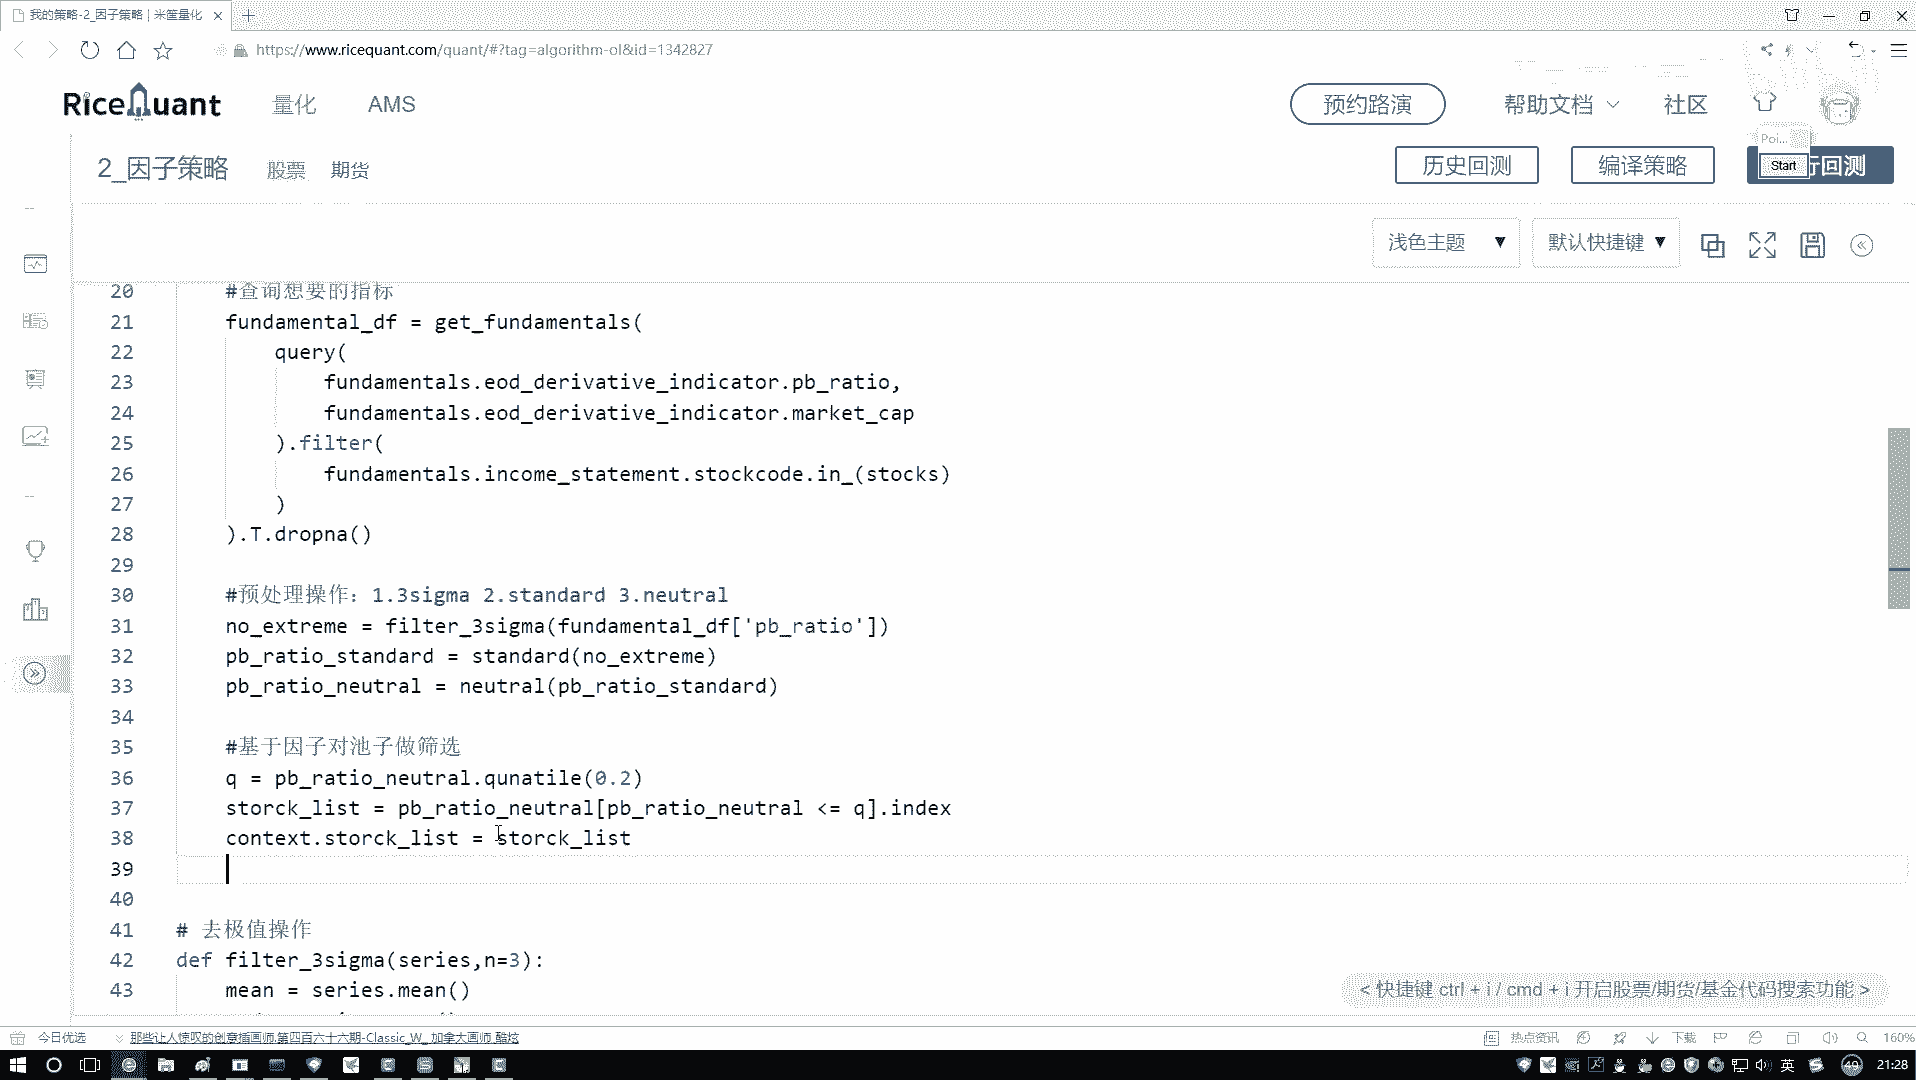 我的策略-2_因子策略 | 米筐量化
https://www.ricequant.com/quant/#?tag=algorithm-ol&id=1342827
RiceQuant 量化 AMS 预约路演 帮助文档 社区
Poi...
2_因子策略 股票 期货 历史回测 编译策略 Start 行回测
浅色主题 ▼ 默认快捷键 ▼
20 #查询想要的指标
21 fundamental_df = get_fundamentals(
22 query(
23 fundamentals.eod_derivative_indicator.pb_ratio,
24 fundamentals.eod_derivative_indicator.market_cap
25 ).filter(
26 fundamentals.income_statement.stockcode.in_(stocks)
27 )
28 ).T.dropna()
29
30 #预处理操作：1.3sigma 2.standard 3.neutral
31 no_extreme = filter_3sigma(fundamental_df['pb_ratio'])
32 pb_ratio_standard = standard(no_extreme)
33 pb_ratio_neutral = neutral(pb_ratio_standard)
34
35 #基于因子对池子做筛选
36 q = pb_ratio_neutral.qunatile(0.2)
37 storck_list = pb_ratio_neutral[pb_ratio_neutral <= q].index
38 context.storck_list = storck_list
39
40
41 # 去极值操作
42 def filter_3sigma(series,n=3):
43 mean = series.mean()
< 快捷键 ctrl + i / cmd + i 开启股票/期货/基金代码搜索功能 >
今日优选 那些让人惊叹的创意插画师.第四百六十六期-Classic_W_ 加拿大画师 酷炫 热点资讯 下载 160%
英 49 21:28